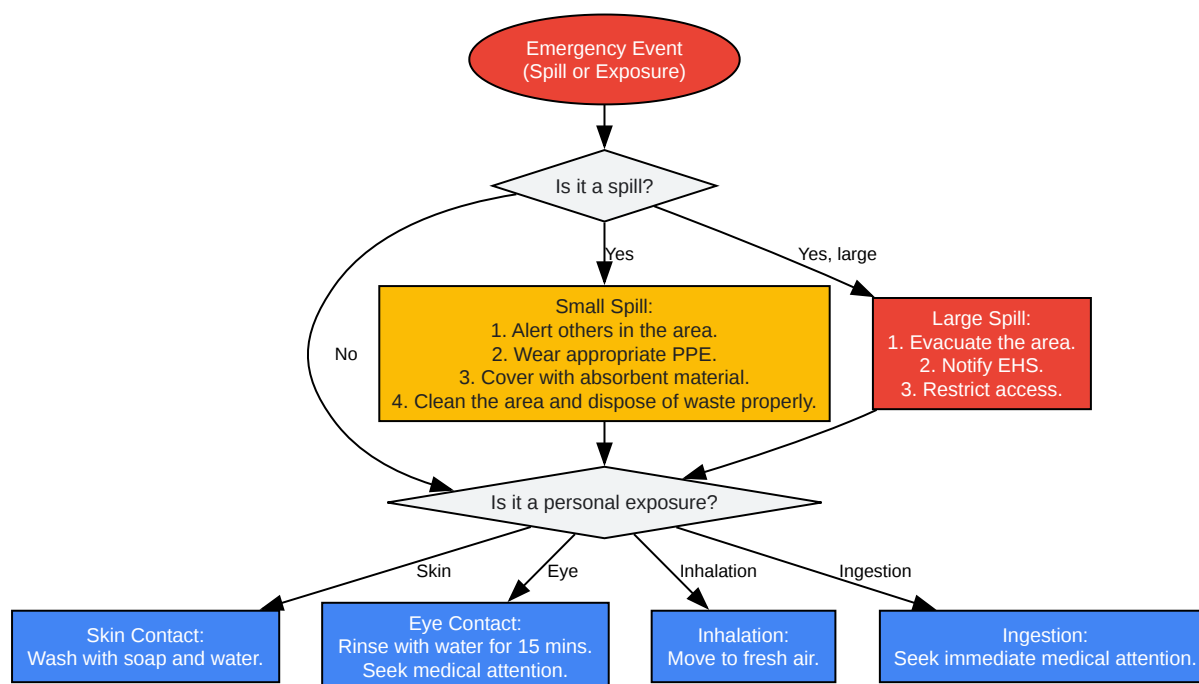 Emergency Event
(Spill or Exposure)
Is it a spill?
Yes
Yes, large
No
Small Spill:
1. Alert others in the area.
2. Wear appropriate PPE.
3. Cover with absorbent material.
4. Clean the area and dispose of waste properly.
Large Spill:
1. Evacuate the area.
2. Notify EHS.
3. Restrict access.
Is it a personal exposure?
Skin
Eye
Inhalation
Ingestion
Skin Contact:
Wash with soap and water.
Eye Contact:
Rinse with water for 15 mins.
Seek medical attention.
Inhalation:
Move to fresh air.
Ingestion:
Seek immediate medical attention.